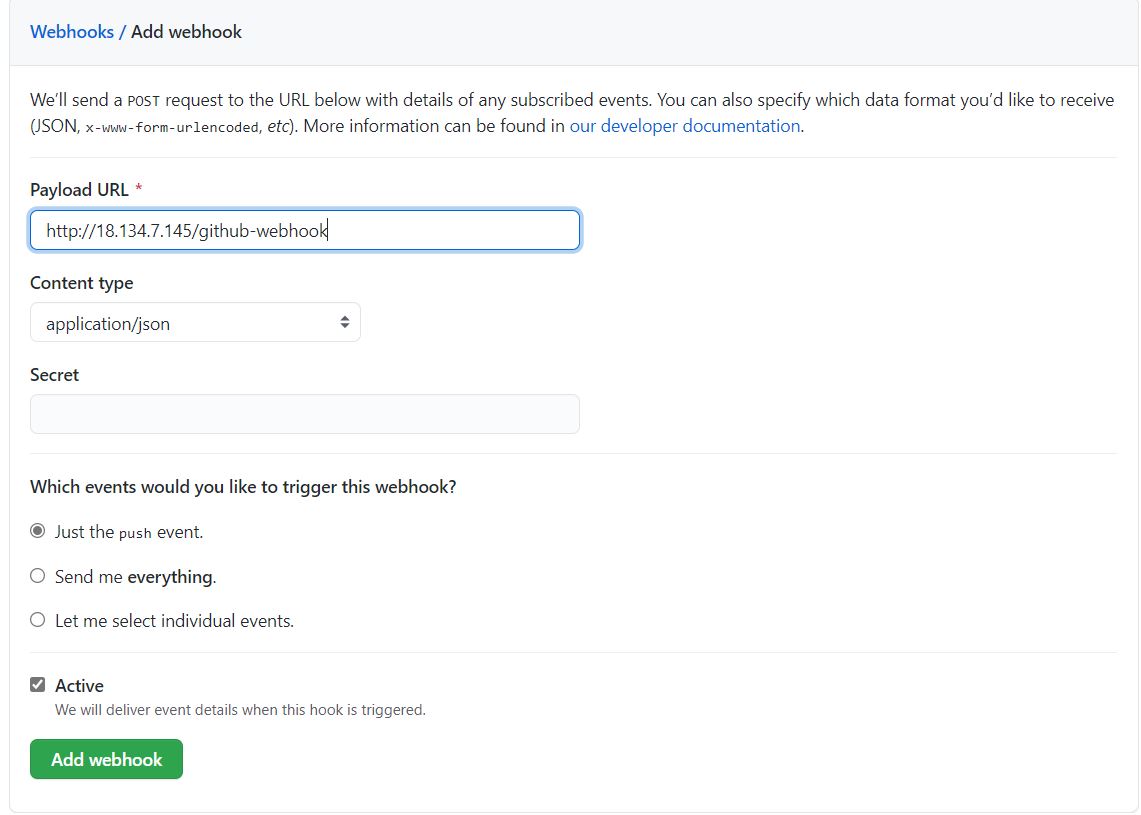 Webhooks / Add webhook
We’ll send a POST request to the URL below with details of any subscribed events. You can also specify which data format you’d like to receive
(JSON, x-www-form-urlencoded, etc). More information can be found in our developer documentation.
Payload URL *
http://18.134.7.145/github-webhook
Content type
application/json
Secret
Which events would you like to trigger this webhook?
Just the push event.
Send me everything.
Let me select individual events.
Active
We will deliver event details when this hook is triggered.
Add webhook